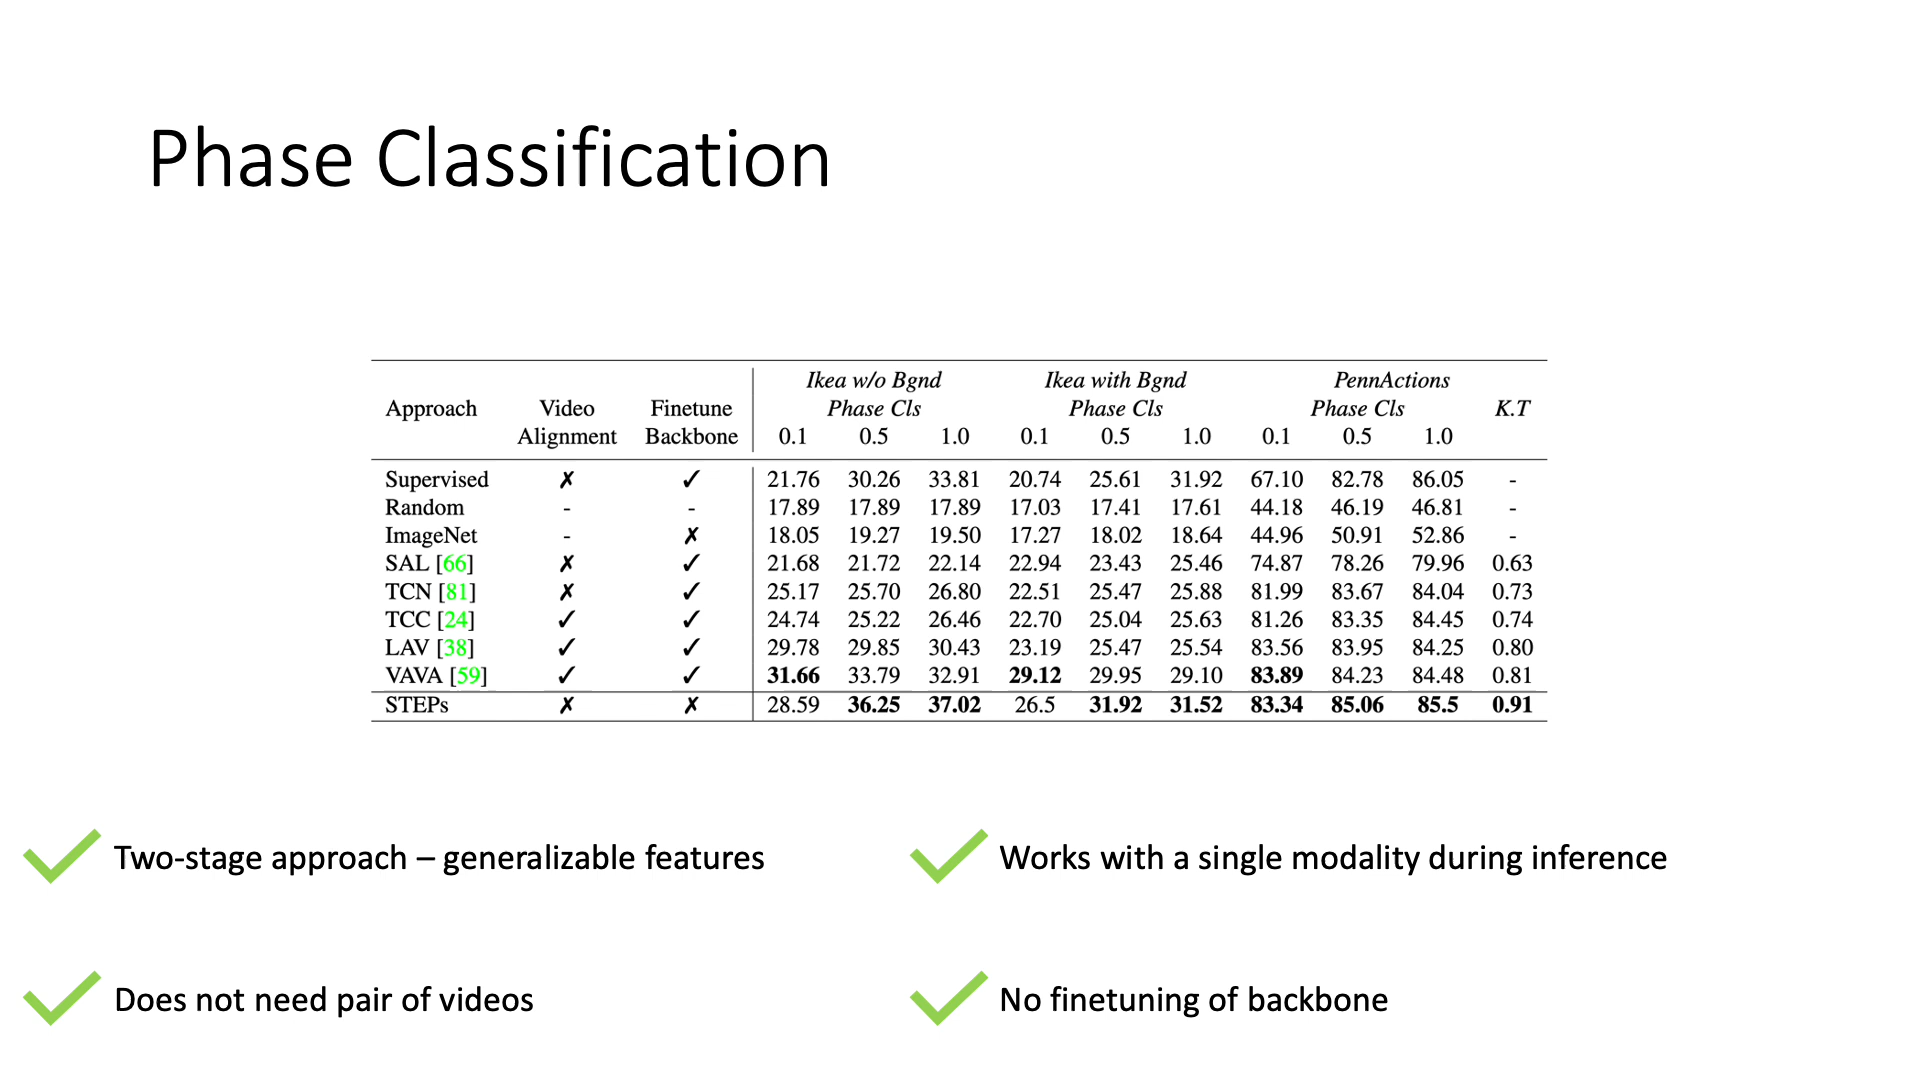 Phase Classification
Ikea w/o Bgnd Ikea with Bgnd PennActions
Approach Video Finetune Phase Cls Phase Cls Phase Cls K.T
Alignment Backbone 0.1 0.5 1.0 0.1 0.5 1.0 0.1 0.5 1.0
Supervised ✗ ✓ 21.76 30.26 33.81 20.74 25.61 31.92 67.10 82.78 86.05 -
Random - - 17.89 17.89 17.89 17.03 17.41 17.61 44.18 46.19 46.81 -
ImageNet - ✗ 18.05 19.27 19.50 17.27 18.02 18.64 44.96 50.91 52.86 -
SAL [66] ✗ ✓ 21.68 21.72 22.14 22.94 23.43 25.46 74.87 78.26 79.96 0.63
TCN [81] ✗ ✓ 25.17 25.70 26.80 22.51 25.47 25.88 81.99 83.67 84.04 0.73
TCC [24] ✓ ✓ 24.74 25.22 26.46 22.70 25.04 25.63 81.26 83.35 84.45 0.74
LAV [38] ✓ ✓ 29.78 29.85 30.43 23.19 25.47 25.54 83.56 83.95 84.25 0.80
VAVA [59] ✓ ✓ 31.66 33.79 32.91 29.12 29.95 29.10 83.89 84.23 84.48 0.81
STEPs ✗ ✗ 28.59 36.25 37.02 26.5 31.92 31.52 83.34 85.06 85.5 0.91
Two-stage approach – generalizable features
Works with a single modality during inference
Does not need pair of videos
No finetuning of backbone